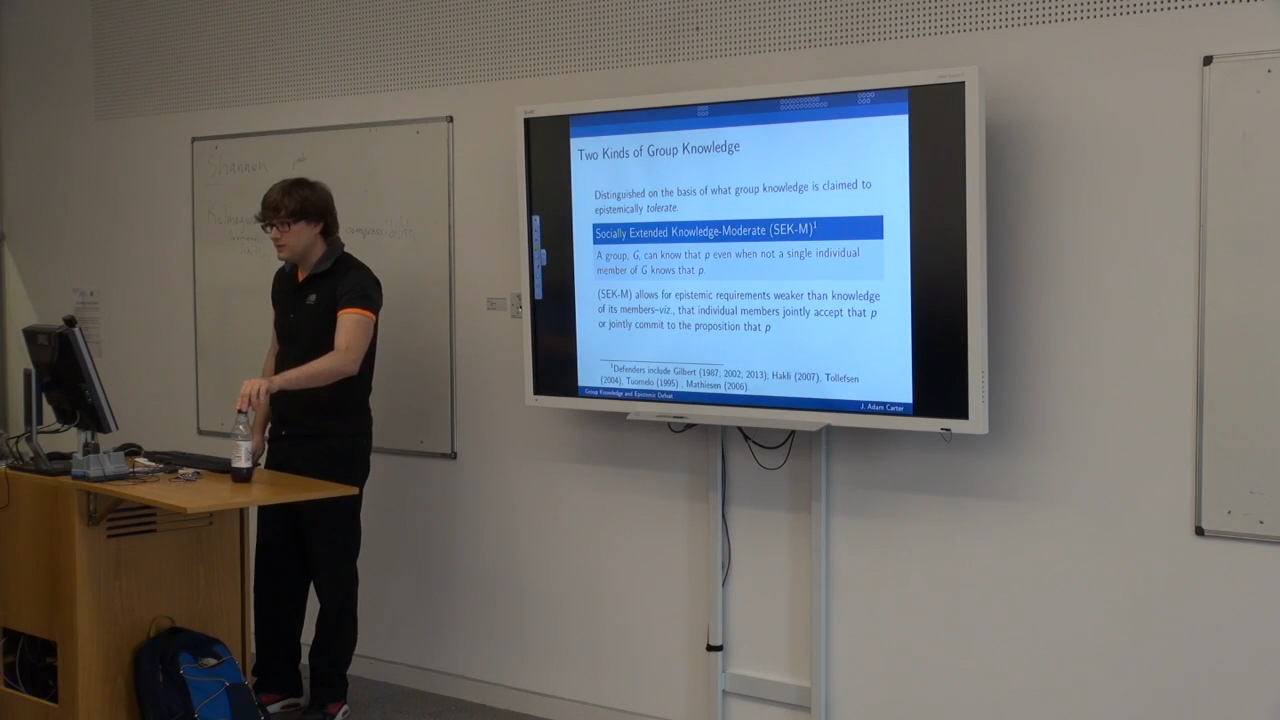 Shannon
Two Kinds of Group Knowledge
Distinguished on the basis of what group knowledge is claimed to
epistemically tolerate.
Socially Extended Knowledge-Moderate (SEK-M)¹
A group, G, can know that p even when not a single individual
member of G knows that p.
(SEK-M) allows for epistemic requirements weaker than knowledge
of its members–viz., that individual members jointly accept that p
or jointly commit to the proposition that p
¹Defenders include Gilbert (1987; 2002; 2013); Hakli (2007), Tollefsen
(2004), Tuomelo (1995) , Mathiesen (2006)
Group Knowledge and Epistemic Defeat
J. Adam Carter